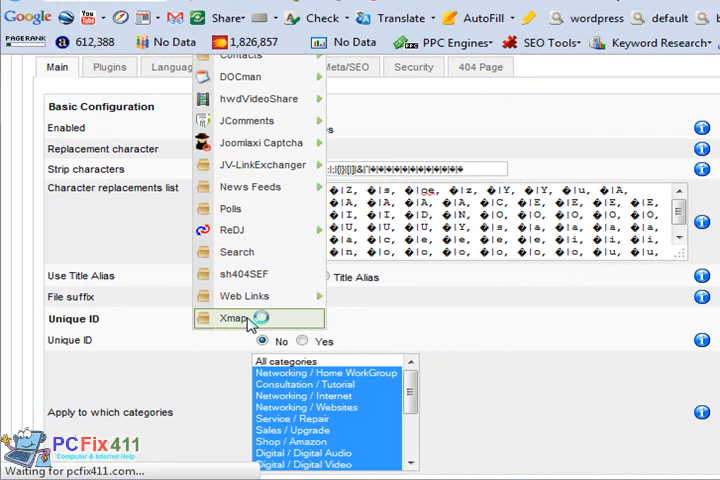 Google
Share
Check
Translate
AutoFill
wordpress
default
b
PAGERANK
612,388
No Data
1,826,857
No Data
PPC Engines
SEO Tools
Keyword Research
Main
Plugins
Meta/SEO
Security
404 Page
Contacts
DOCman
hwdVideoShare
JComments
Joomlaxi Captcha
JV-LinkExchanger
News Feeds
Polls
ReDJ
Search
sh404SEF
Web Links
Xmap
Basic Configuration
Enabled
Replacement character
Strip characters
Character replacements list
�|Z, �|s, �|oe, �|z, �|Y, �|Y, �|u, �|A,
�|A, �|A, �|A, �|A, �|C, �|E, �|E, �|E, �|E,
�|I, �|I, �|D, �|N, �|O, �|O, �|O, �|O,
Use Title Alias
Title Alias
File suffix
Unique ID
Unique ID
No
Yes
Apply to which categories
All categories
Networking / Home WorkGroup
Consultation / Tutorial
Networking / Internet
Networking / Websites
Service / Repair
Sales / Upgrade
Shop / Amazon
Digital / Digital Audio
Digital / Digital Video
PCFix411
Computer & Internet Help
Waiting for pcfix411.com...